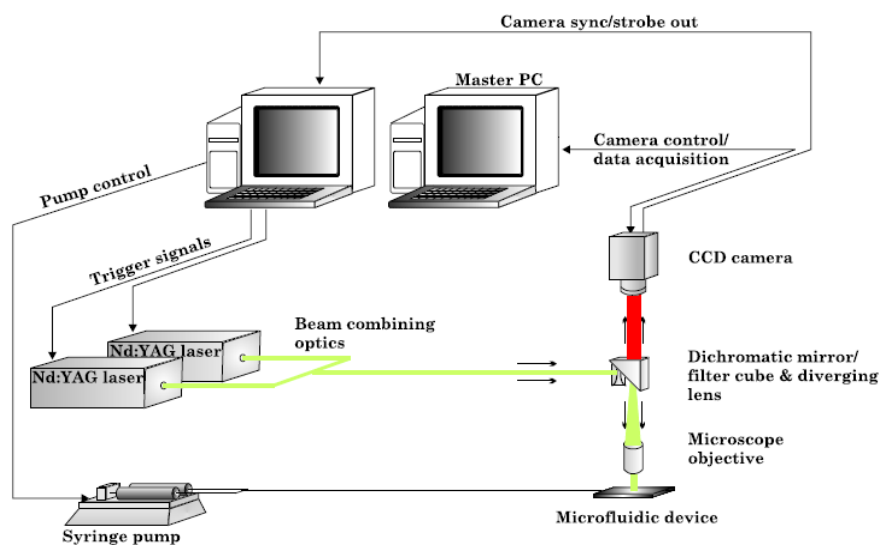 Camera sync/strobe out
Master PC
Camera control/
data acquisition
Pump control
Trigger signals
CCD camera
Beam combining
optics
Nd:YAG laser
Nd:YAG laser
Dichromatic mirror/
filter cube & diverging
lens
Microscope
objective
Microfluidic device
Syringe pump